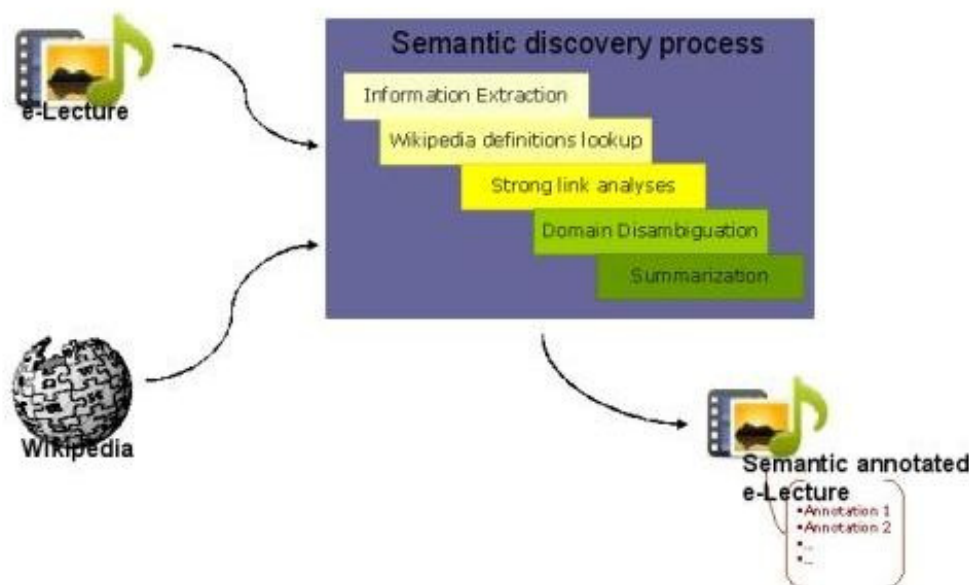 e-Lecture
Semantic discovery process
Information Extraction
Wikipedia definitions lookup
Strong link analyses
Domain Disambiguation
Summarization
Wikipedia
Semantic annotated
e-Lecture
▪Annotation 1
▪Annotation 2
▪...
▪...